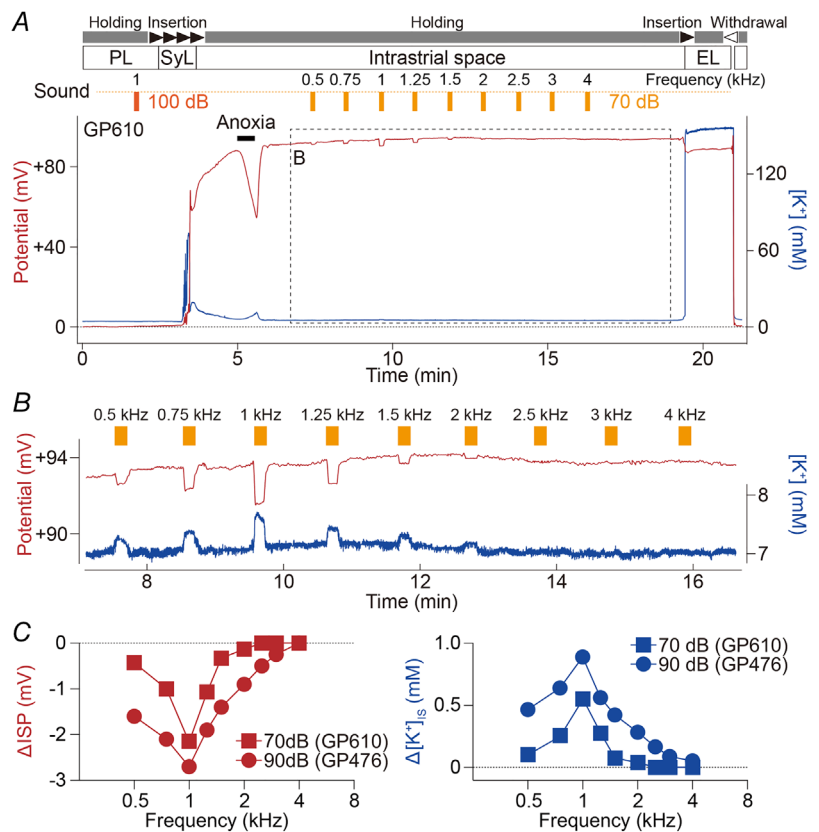 A
Holding Insertion Holding Insertion Withdrawal
PL SyL Intrastrial space EL
1 0.5 0.75 1 1.25 1.5 2 2.5 3 4 Frequency (kHz)
Sound 100 dB 70 dB
GP610 Anoxia
B
Potential (mV)
+80
+40
0
[K⁺] (mM)
120
60
0
0 5 10 15 20
Time (min)
B
0.5 kHz 0.75 kHz 1 kHz 1.25 kHz 1.5 kHz 2 kHz 2.5 kHz 3 kHz 4 kHz
Potential (mV)
+94
+90
[K⁺] (mM)
8
7
8 10 12 14 16
Time (min)
C
ΔISP (mV)
0
-1
-2
-3
70dB (GP610)
90dB (GP476)
0.5 1 2 4 8
Frequency (kHz)
Δ[K⁺]IS (mM)
1.0
0.5
0
70 dB (GP610)
90 dB (GP476)
0.5 1 2 4 8
Frequency (kHz)